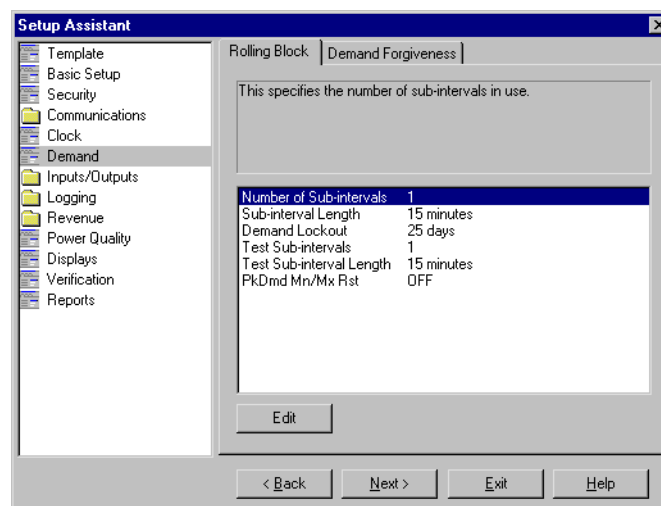 Setup Assistant
Template
Basic Setup
Security
Communications
Clock
Demand
Inputs/Outputs
Logging
Revenue
Power Quality
Displays
Verification
Reports
Rolling Block Demand Forgiveness
This specifies the number of sub-intervals in use.
Number of Sub-intervals 1
Sub-interval Length 15 minutes
Demand Lockout 25 days
Test Sub-intervals 1
Test Sub-interval Length 15 minutes
PkDmd Mn/Mx Rst OFF
Edit
< Back Next > Exit Help